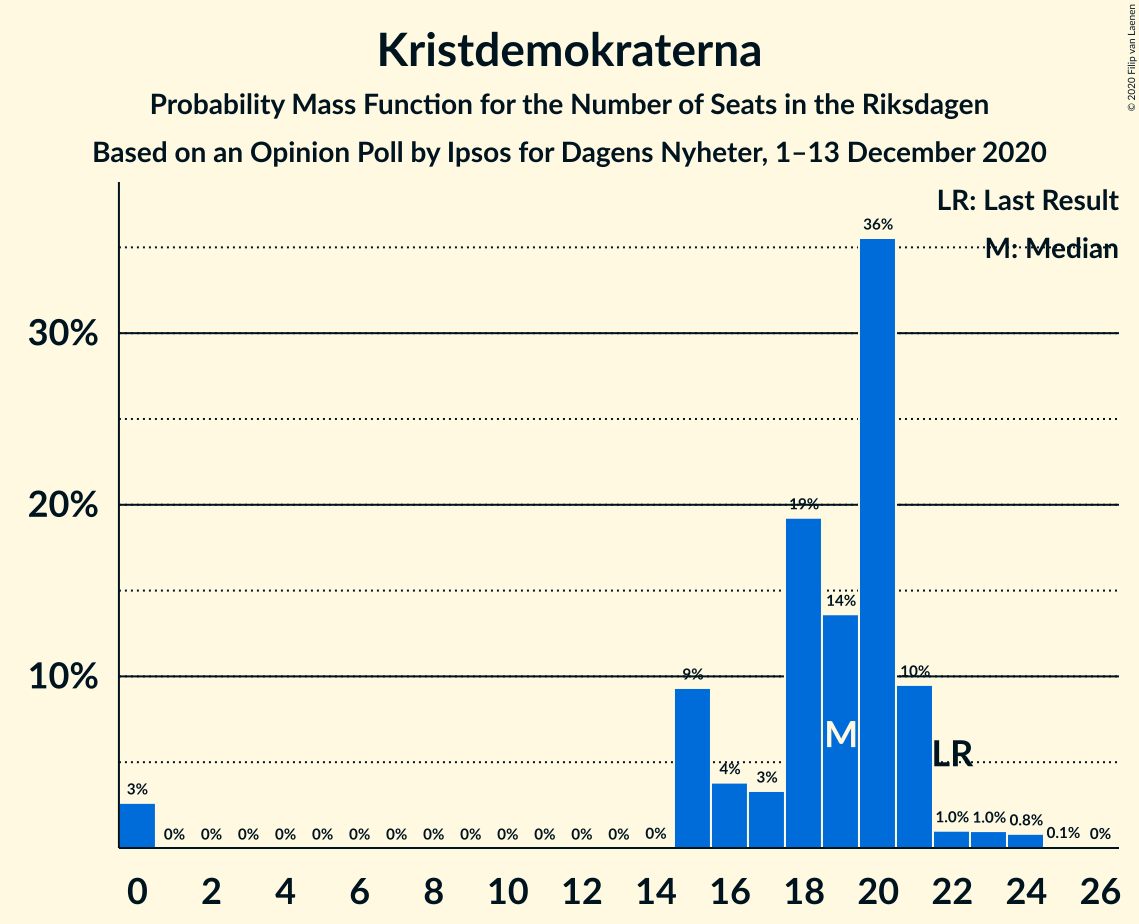 Kristdemokraterna
Probability Mass Function for the Number of Seats in the Riksdagen
Based on an Opinion Poll by Ipsos for Dagens Nyheter, 1–13 December 2020
© 2020 Filip van Laenen
LR: Last Result
M: Median
30%
20%
10%
3% 0% 0% 0% 0% 0% 0% 0% 0% 0% 0% 0% 0% 0% 0% 9% 4% 3% 19% 14% 36% 10% 1.0% 1.0% 0.8% 0.1% 0%
M
LR
0 2 4 6 8 10 12 14 16 18 20 22 24 26